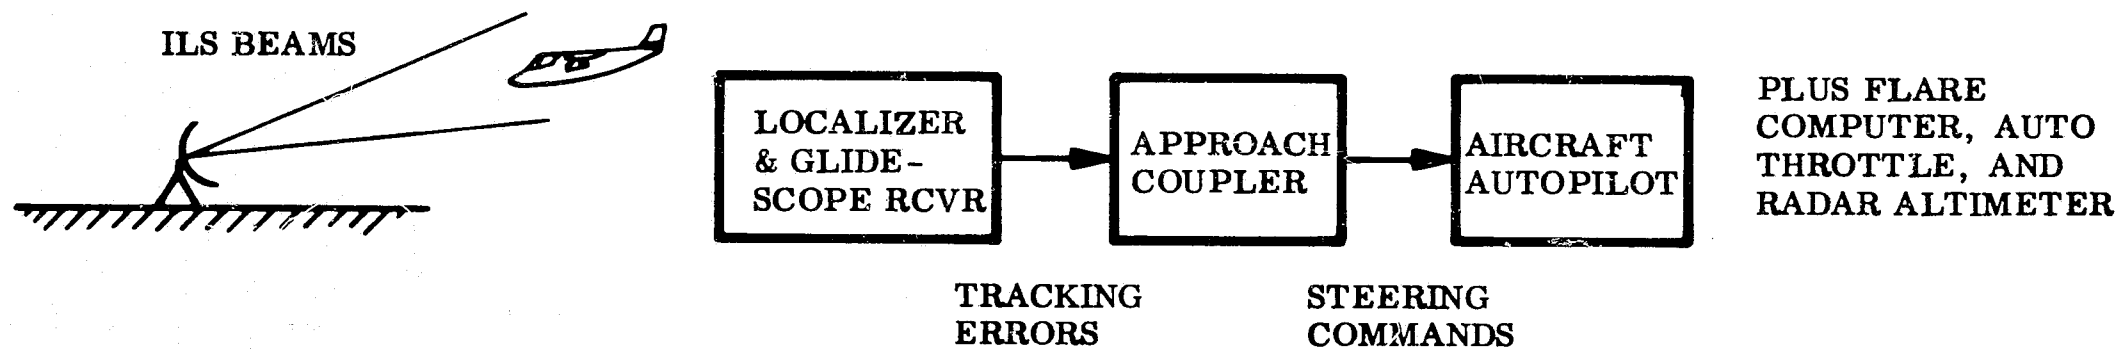 ILS BEAMS
LOCALIZER
& GLIDE-
SCOPE RCVR
APPROACH
COUPLER
AIRCRAFT
AUTOPILOT
PLUS FLARE
COMPUTER, AUTO
THROTTLE, AND
RADAR ALTIMETER
TRACKING
ERRORS
STEERING
COMMANDS